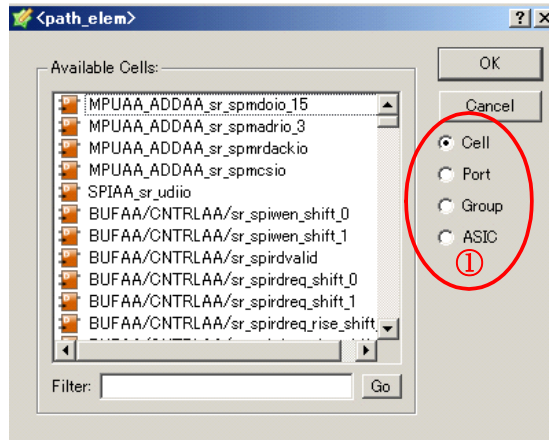 <path_elem>
Available Cells:
MPUAA_ADDAA_sr_spmdoio_15
MPUAA_ADDAA_sr_spmadrio_3
MPUAA_ADDAA_sr_spmrdackio
MPUAA_ADDAA_sr_spmcsio
SPIAA_sr_udiio
BUFAA/CNTRLAA/sr_spiwen_shift_0
BUFAA/CNTRLAA/sr_spiwen_shift_1
BUFAA/CNTRLAA/sr_spirdvalid
BUFAA/CNTRLAA/sr_spirdreq_shift_0
BUFAA/CNTRLAA/sr_spirdreq_shift_1
BUFAA/CNTRLAA/sr_spirdreq_rise_shift_
Filter:
Go
OK
Cancel
Cell
Port
Group
ASIC
①